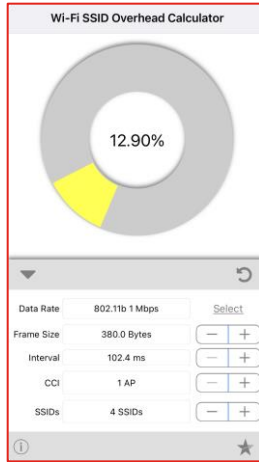 Wi-Fi SSID Overhead Calculator
12.90%
Data Rate 802.11b 1 Mbps Select
Frame Size 380.0 Bytes
Interval 102.4 ms
CCI 1 AP
SSIDs 4 SSIDs